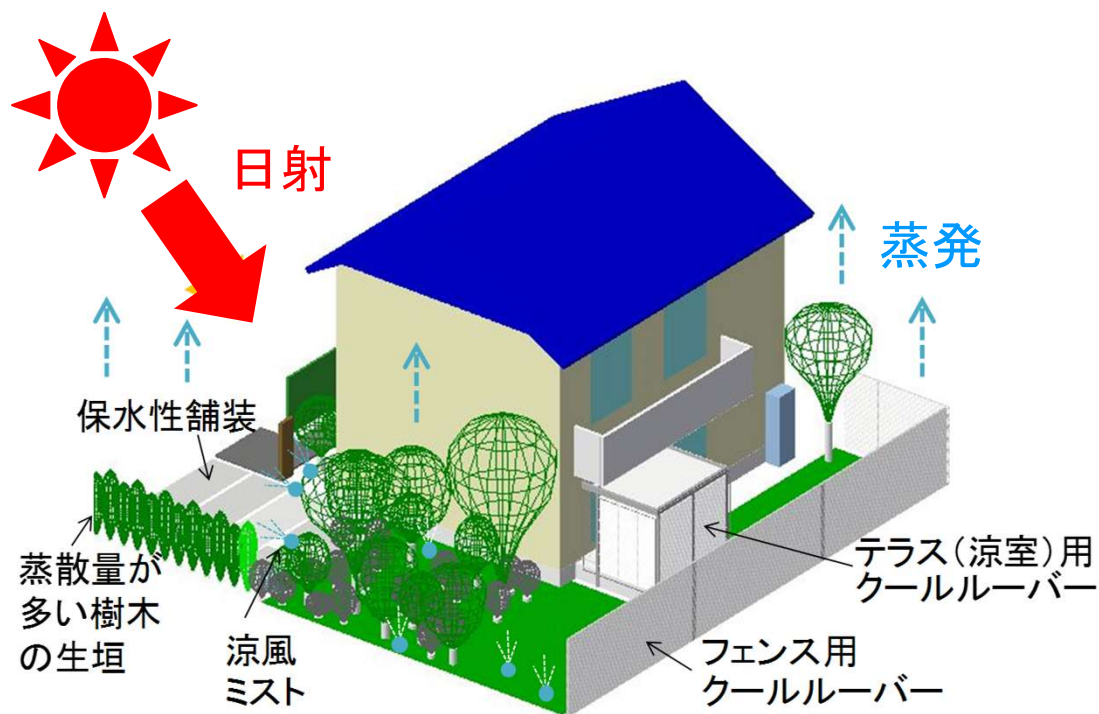 日射
蒸発
保水性舗装
蒸散量が
多い樹木
の生垣
涼風
ミスト
テラス（涼室）用
クールルーバー
フェンス用
クールルーバー